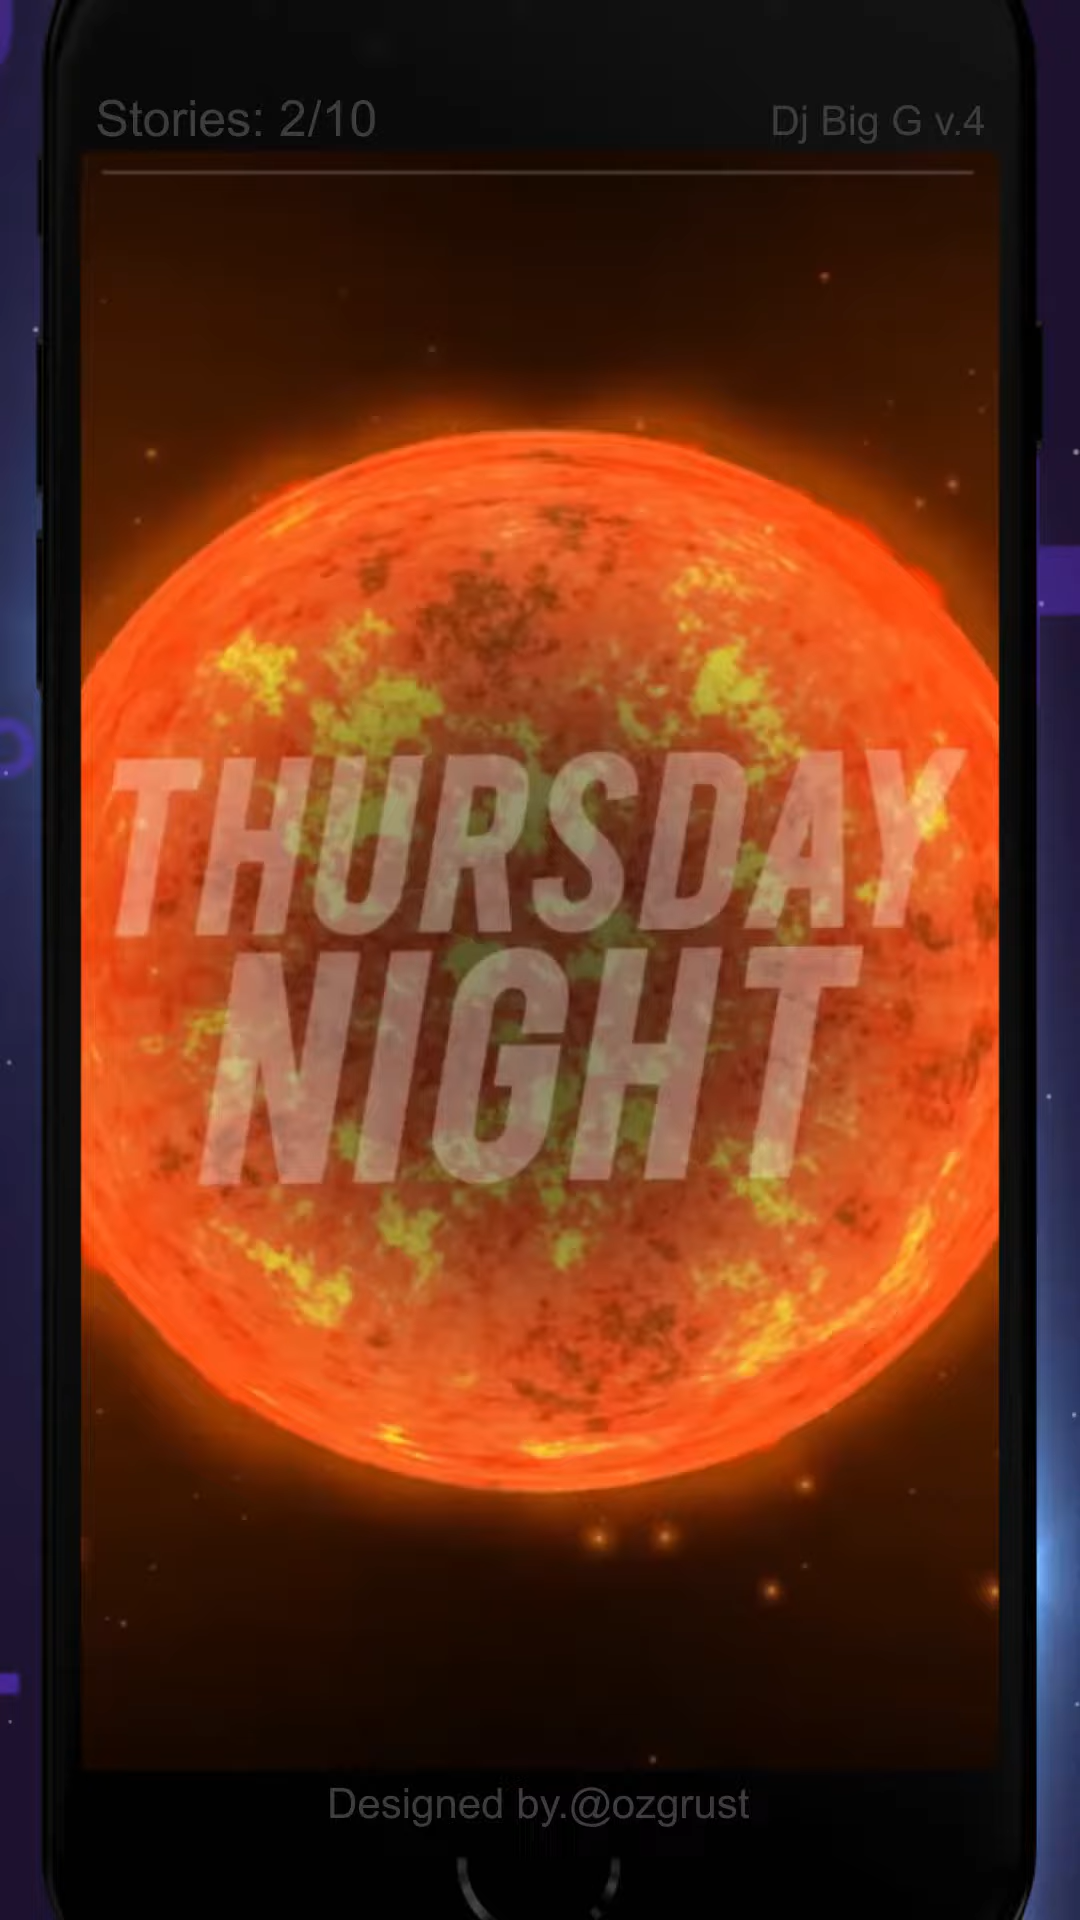 Stories: 2/10
Dj Big G v.4
THURSDAY
NIGHT
Designed by.@ozgrust